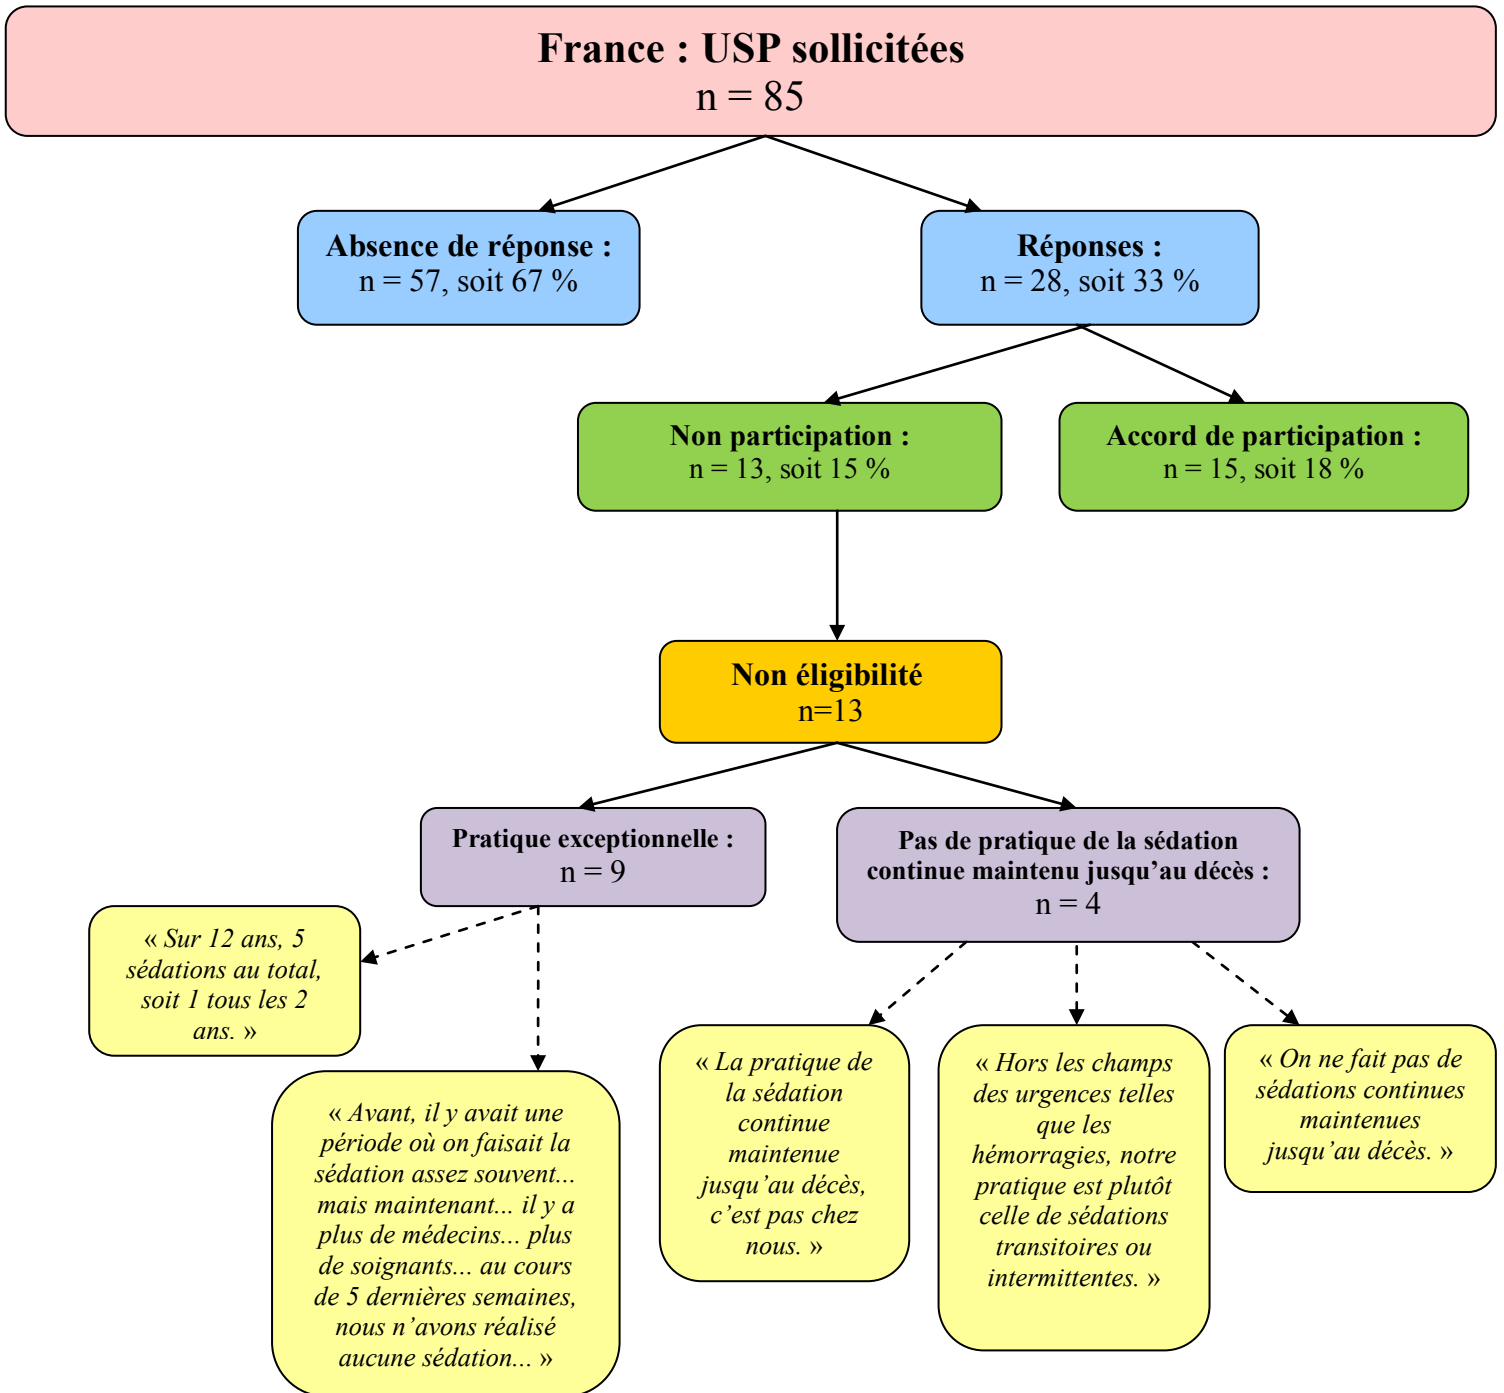 France : USP sollicitées
n = 85
Absence de réponse :
n = 57, soit 67 %
Réponses :
n = 28, soit 33 %
Non participation :
n = 13, soit 15 %
Accord de participation :
n = 15, soit 18 %
Non éligibilité
n=13
Pratique exceptionnelle :
n = 9
Pas de pratique de la sédation
continue maintenu jusqu’au décès :
n = 4
« Sur 12 ans, 5
sédations au total,
soit 1 tous les 2
ans. »
« Avant, il y avait une
période où on faisait la
sédation assez souvent...
mais maintenant... il y a
plus de médecins... plus
de soignants... au cours
de 5 dernières semaines,
nous n’avons réalisé
aucune sédation... »
« La pratique de
la sédation
continue
maintenue
jusqu’au décès,
c’est pas chez
nous. »
« Hors les champs
des urgences telles
que les
hémorragies, notre
pratique est plutôt
celle de sédations
transitoires ou
intermittentes. »
« On ne fait pas de
sédations continues
maintenues
jusqu’au décès. »